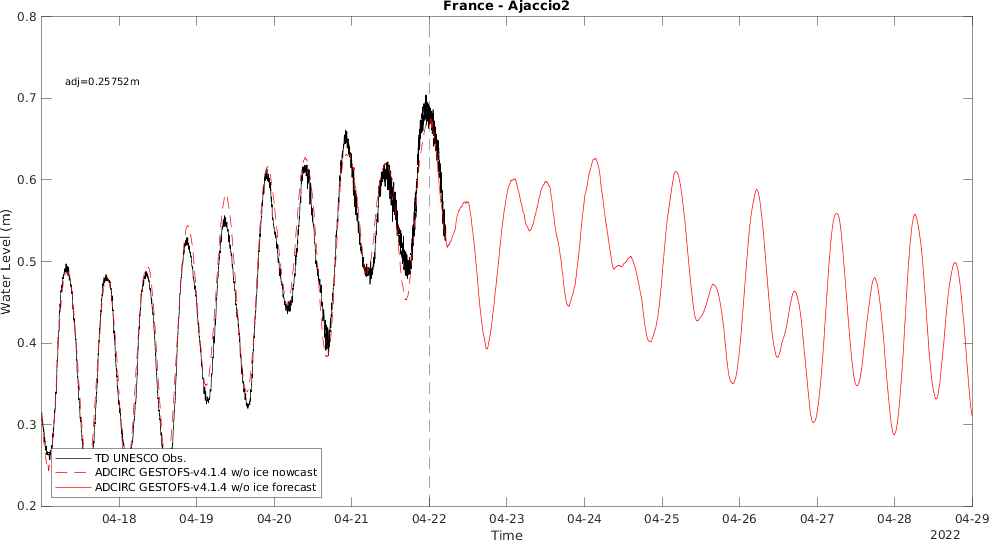 France - Ajaccio2
adj=0.25752m
Water Level (m)
0.8
0.7
0.6
0.5
0.4
0.3
0.2
TD UNESCO Obs.
ADCIRC GESTOFS-v4.1.4 w/o ice nowcast
ADCIRC GESTOFS-v4.1.4 w/o ice forecast
04-18 04-19 04-20 04-21 04-22 04-23 04-24 04-25 04-26 04-27 04-28 04-29
Time
2022